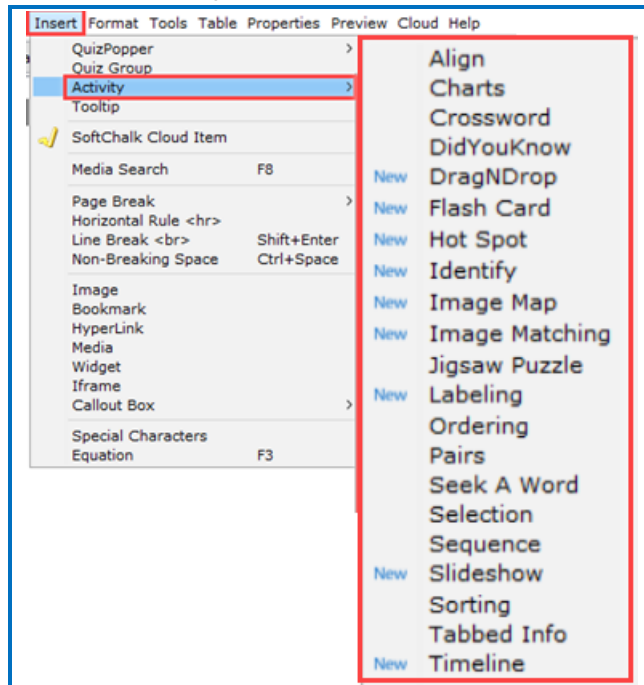 Insert Format Tools Table Properties Preview Cloud Help
QuizPopper >
Quiz Group
Activity >
Tooltip
SoftChalk Cloud Item
Media Search F8
Page Break >
Horizontal Rule <hr>
Line Break <br> Shift+Enter
Non-Breaking Space Ctrl+Space
Image
Bookmark
HyperLink
Media
Widget
Iframe
Callout Box >
Special Characters
Equation F3
Align
Charts
Crossword
DidYouKnow
New DragNDrop
New Flash Card
New Hot Spot
New Identify
New Image Map
New Image Matching
Jigsaw Puzzle
New Labeling
Ordering
Pairs
Seek A Word
Selection
Sequence
New Slideshow
Sorting
Tabbed Info
New Timeline